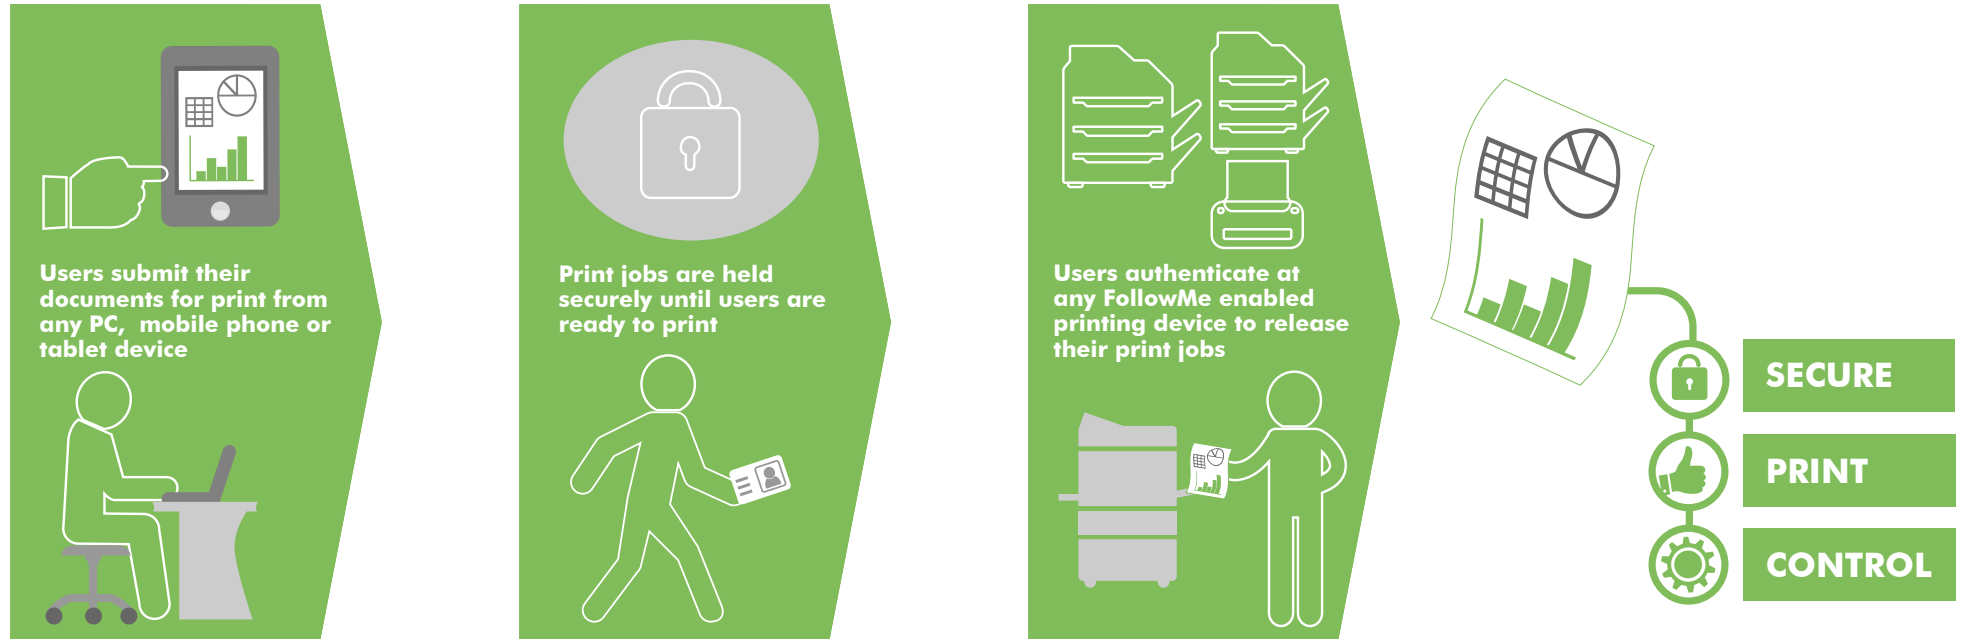 Users submit their
documents for print from
any PC, mobile phone or
tablet device
Print jobs are held
securely until users are
ready to print
Users authenticate at
any FollowMe enabled
printing device to release
their print jobs
SECURE
PRINT
CONTROL